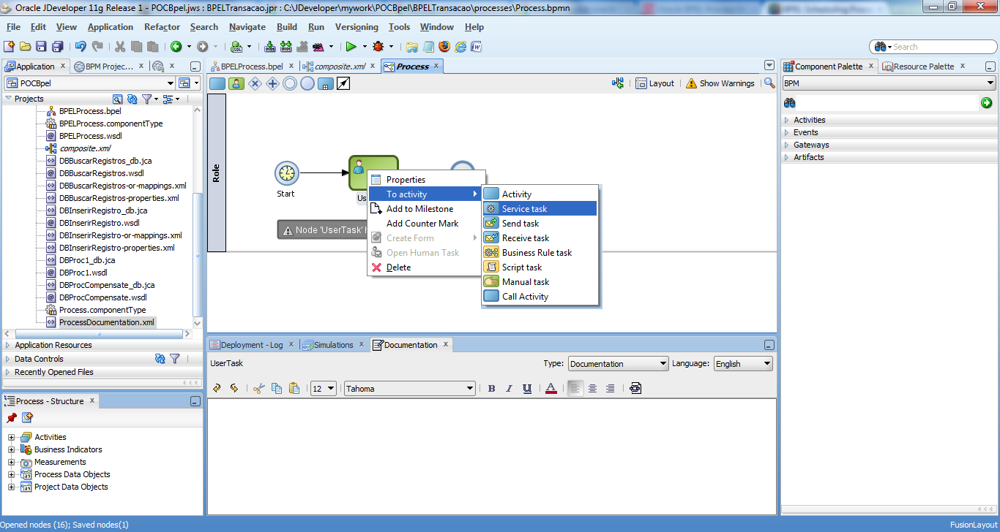 Oracle JDeveloper 11g Release 1 - POCBpel.jws : BPELTransacao.jpr : C:\JDeveloper\mywork\POCBpel\BPELTransacao\processes\Process.bpmn
File Edit View Application Refactor Search Navigate Build Run Versioning Tools Window Help
Search
Application
BPM Projec...
POCBpel
Projects
BPELProcess.bpel
BPELProcess.componentType
BPELProcess.wsdl
composite.xml
DBBuscarRegistros_db.jca
DBBuscarRegistros.wsdl
DBBuscarRegistros-or-mappings.xml
DBBuscarRegistros-properties.xml
DBInserirRegistro_db.jca
DBInserirRegistro.wsdl
DBInserirRegistro-or-mappings.xml
DBInserirRegistro-properties.xml
DBProc1_db.jca
DBProc1.wsdl
DBProcCompensate_db.jca
DBProcCompensate.wsdl
Process.componentType
ProcessDocumentation.xml
Application Resources
Data Controls
Recently Opened Files
Process - Structure
Activities
Business Indicators
Measurements
Process Data Objects
Project Data Objects
BPELProcess.bpel composite.xml Process
Layout Show Warnings
Role
Start
Us
Node 'UserTask' h
Properties
To activity
Add to Milestone
Add Counter Mark
Create Form
Open Human Task
Delete
Activity
Service task
Send task
Receive task
Business Rule task
Script task
Manual task
Call Activity
Deployment - Log Simulations Documentation
UserTask Type: Documentation Language: English
12 Tahoma B I U A
Component Palette Resource Palette
BPM
Activities
Events
Gateways
Artifacts
Opened nodes (16); Saved nodes(1) FusionLayout